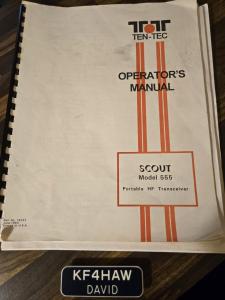 TEN-TEC
OPERATOR'S
MANUAL
SCOUT
Model 555
Portable HF Transceiver
KF4HAW
DAVID